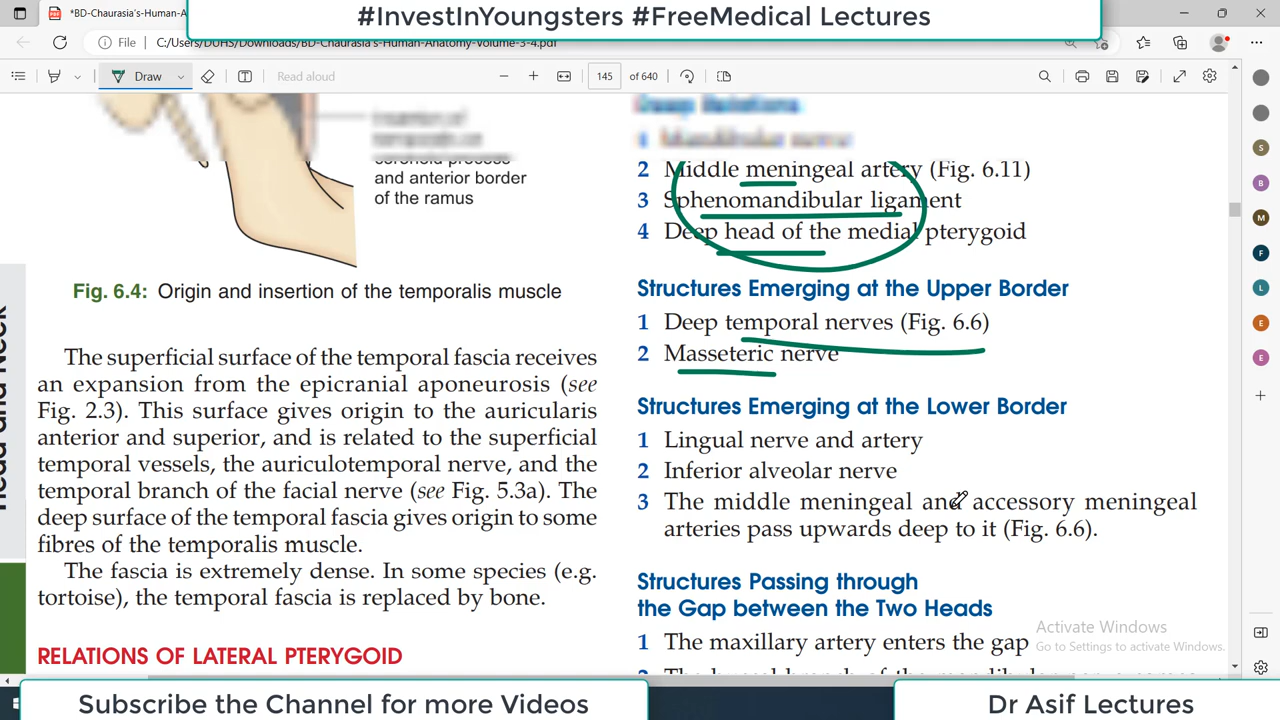 #InvestInYoungsters #FreeMedical Lectures
*BD-Chaurasia's-Human-A
File
C:/Users/DUHS/Downloads/BD-Chaurasia's-Human-Anatomy-Volume-3-4.pdf
Draw
Read aloud
145 of 640
and anterior border
of the ramus
Fig. 6.4: Origin and insertion of the temporalis muscle
The superficial surface of the temporal fascia receives
an expansion from the epicranial aponeurosis (see
Fig. 2.3). This surface gives origin to the auricularis
anterior and superior, and is related to the superficial
temporal vessels, the auriculotemporal nerve, and the
temporal branch of the facial nerve (see Fig. 5.3a). The
deep surface of the temporal fascia gives origin to some
fibres of the temporalis muscle.
The fascia is extremely dense. In some species (e.g.
tortoise), the temporal fascia is replaced by bone.
RELATIONS OF LATERAL PTERYGOID
Deep Relations
1 Mandibular nerve
2 Middle meningeal artery (Fig. 6.11)
3 Sphenomandibular ligament
4 Deep head of the medial pterygoid
Structures Emerging at the Upper Border
1 Deep temporal nerves (Fig. 6.6)
2 Masseteric nerve
Structures Emerging at the Lower Border
1 Lingual nerve and artery
2 Inferior alveolar nerve
3 The middle meningeal and accessory meningeal
arteries pass upwards deep to it (Fig. 6.6).
Structures Passing through
the Gap between the Two Heads
1 The maxillary artery enters the gap
Head and Neck
Activate Windows
Go to Settings to activate Windows.
S
B
M
F
L
E
E
Subscribe the Channel for more Videos
Dr Asif Lectures